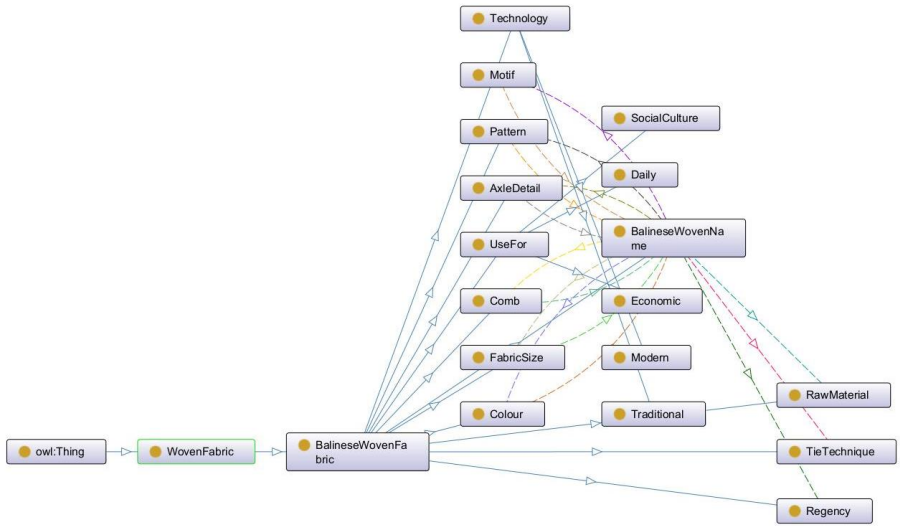 Technology
Motif
SocialCulture
Pattern
Daily
AxleDetail
BalineseWovenNa
me
UseFor
Comb
Economic
FabricSize
Modern
RawMaterial
Colour
Traditional
owl:Thing
WovenFabric
BalineseWovenFa
bric
TieTechnique
Regency